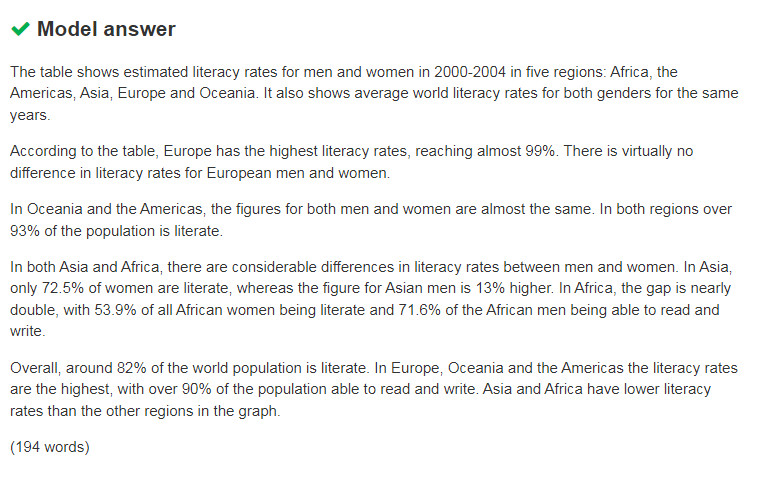 Model answer
The table shows estimated literacy rates for men and women in 2000-2004 in five regions: Africa, the
Americas, Asia, Europe and Oceania. It also shows average world literacy rates for both genders for the same
years.
According to the table, Europe has the highest literacy rates, reaching almost 99%. There is virtually no
difference in literacy rates for European men and women.
In Oceania and the Americas, the figures for both men and women are almost the same. In both regions over
93% of the population is literate.
In both Asia and Africa, there are considerable differences in literacy rates between men and women. In Asia,
only 72.5% of women are literate, whereas the figure for Asian men is 13% higher. In Africa, the gap is nearly
double, with 53.9% of all African women being literate and 71.6% of the African men being able to read and
write.
Overall, around 82% of the world population is literate. In Europe, Oceania and the Americas the literacy rates
are the highest, with over 90% of the population able to read and write. Asia and Africa have lower literacy
rates than the other regions in the graph.
(194 words)